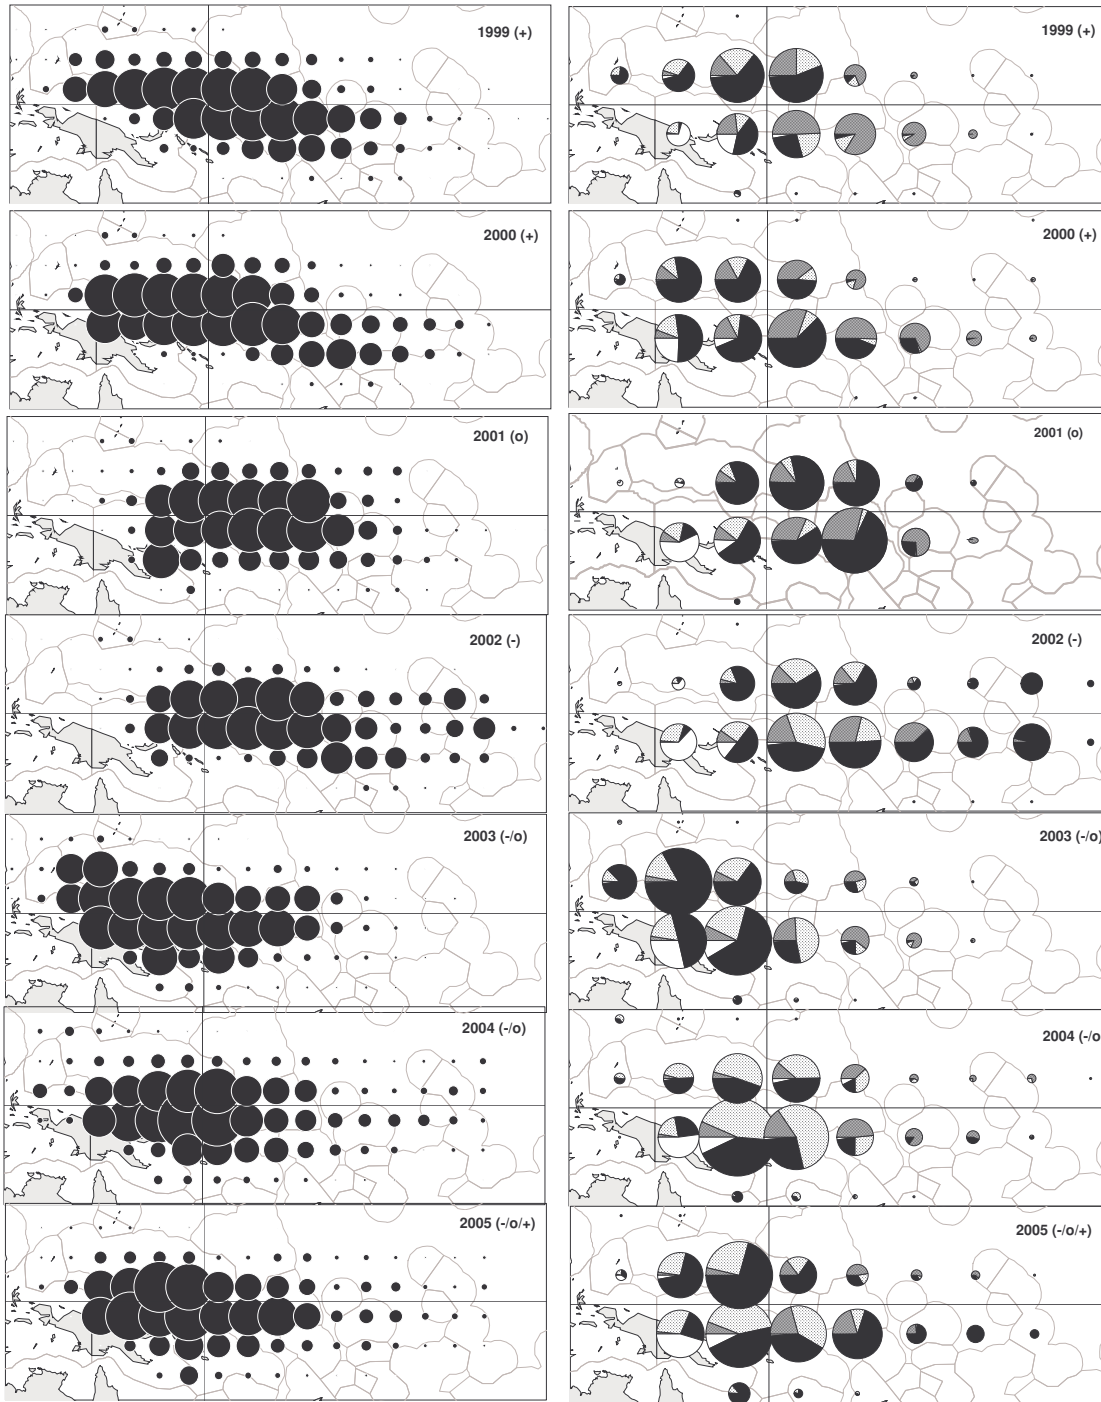 1999 (+)
1999 (+)
2000 (+)
2000 (+)
2001 (o)
2001 (o)
2002 (-)
2002 (-)
2003 (-/o)
2003 (-/o)
2004 (-/o)
2004 (-/o
2005 (-/o/+)
2005 (-/o/+)